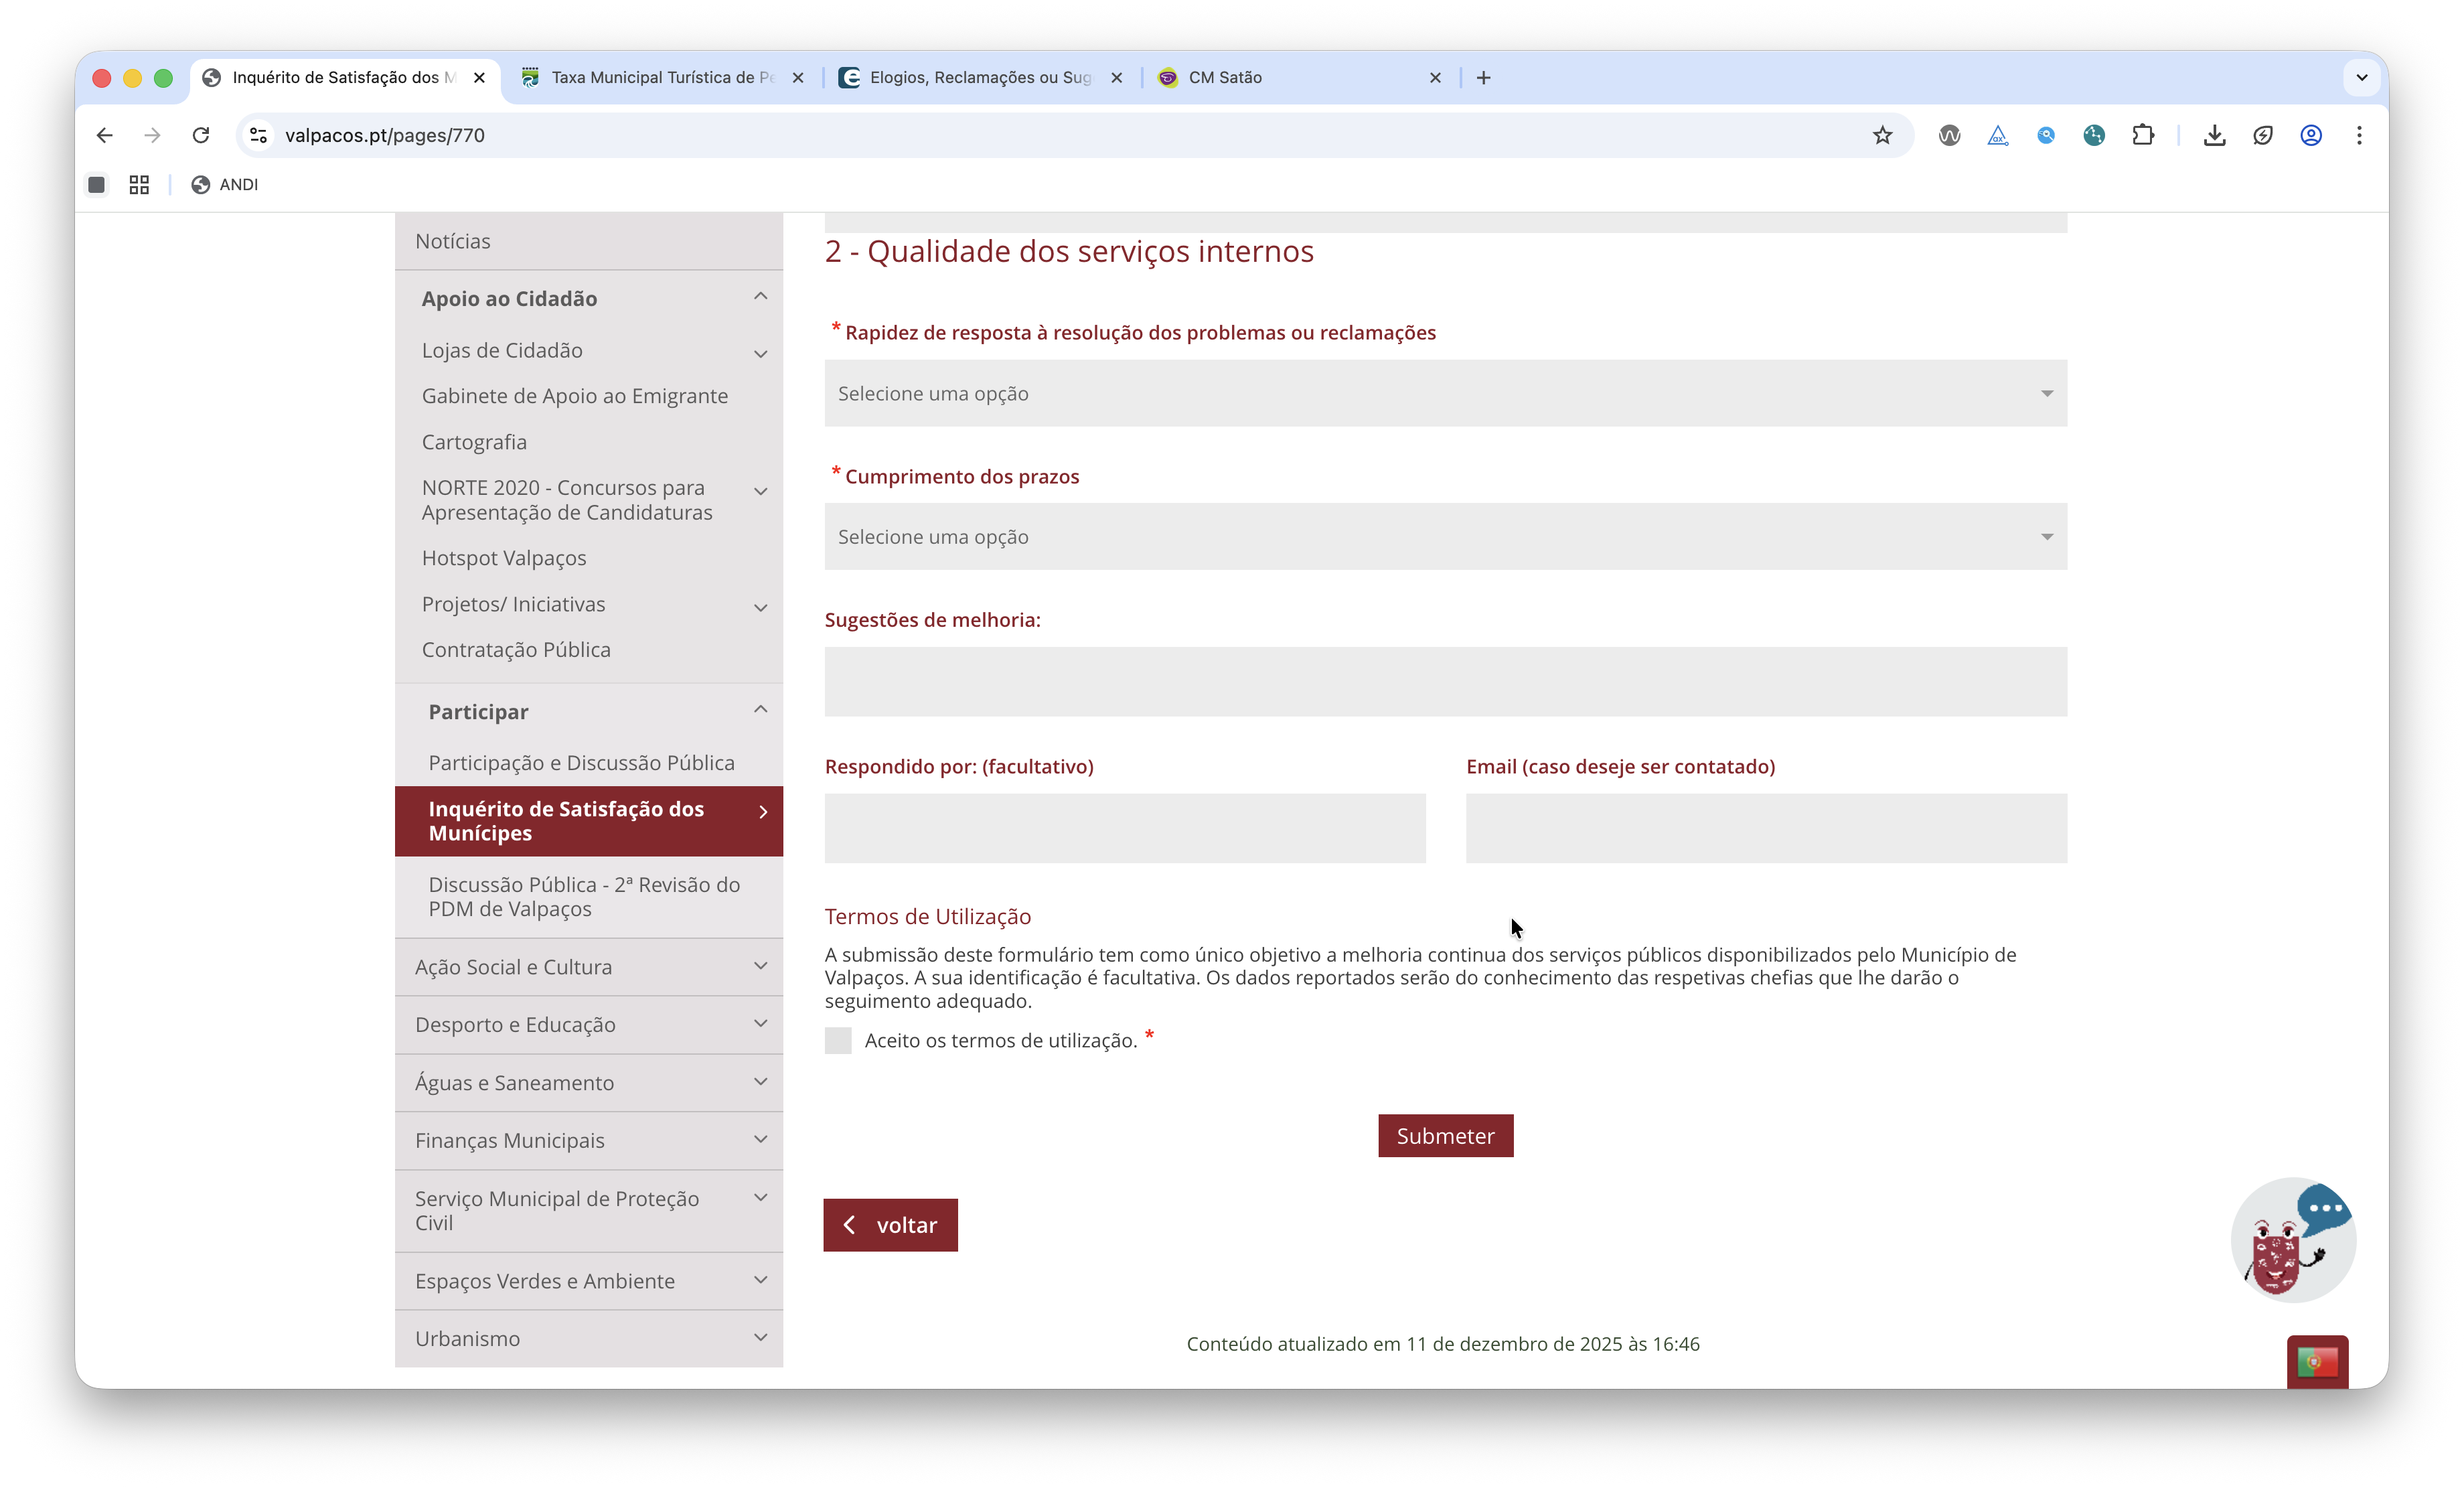 Inquérito de Satisfação dos M
Taxa Municipal Turística de Pe
Elogios, Reclamações ou Sug
CM Satão
valpacos.pt/pages/770
ANDI
Notícias
Apoio ao Cidadão
Lojas de Cidadão
Gabinete de Apoio ao Emigrante
Cartografia
NORTE 2020 - Concursos para
Apresentação de Candidaturas
Hotspot Valpaços
Projetos/ Iniciativas
Contratação Pública
Participar
Participação e Discussão Pública
Inquérito de Satisfação dos
Munícipes
Discussão Pública - 2ª Revisão do
PDM de Valpaços
Ação Social e Cultura
Desporto e Educação
Águas e Saneamento
Finanças Municipais
Serviço Municipal de Proteção
Civil
Espaços Verdes e Ambiente
Urbanismo
2 - Qualidade dos serviços internos
* Rapidez de resposta à resolução dos problemas ou reclamações
Selecione uma opção
* Cumprimento dos prazos
Selecione uma opção
Sugestões de melhoria:
Respondido por: (facultativo)
Email (caso deseje ser contatado)
Termos de Utilização
A submissão deste formulário tem como único objetivo a melhoria continua dos serviços públicos disponibilizados pelo Município de
Valpaços. A sua identificação é facultativa. Os dados reportados serão do conhecimento das respetivas chefias que lhe darão o
seguimento adequado.
Aceito os termos de utilização. *
Submeter
voltar
Conteúdo atualizado em 11 de dezembro de 2025 às 16:46